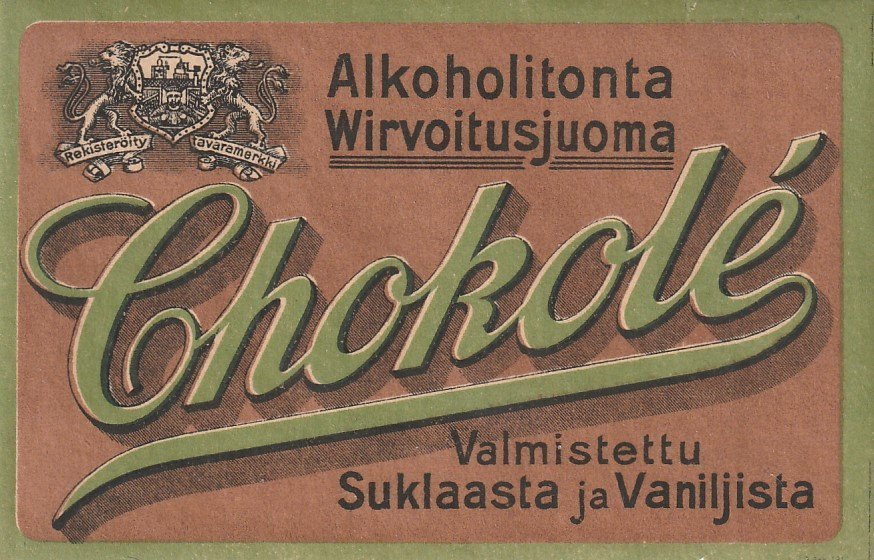 Alkoholitonta
Wirvoitusjuoma
Rekisteröity Tavaramerkki
Chokolé
Valmistettu
Suklaasta ja Vaniljista